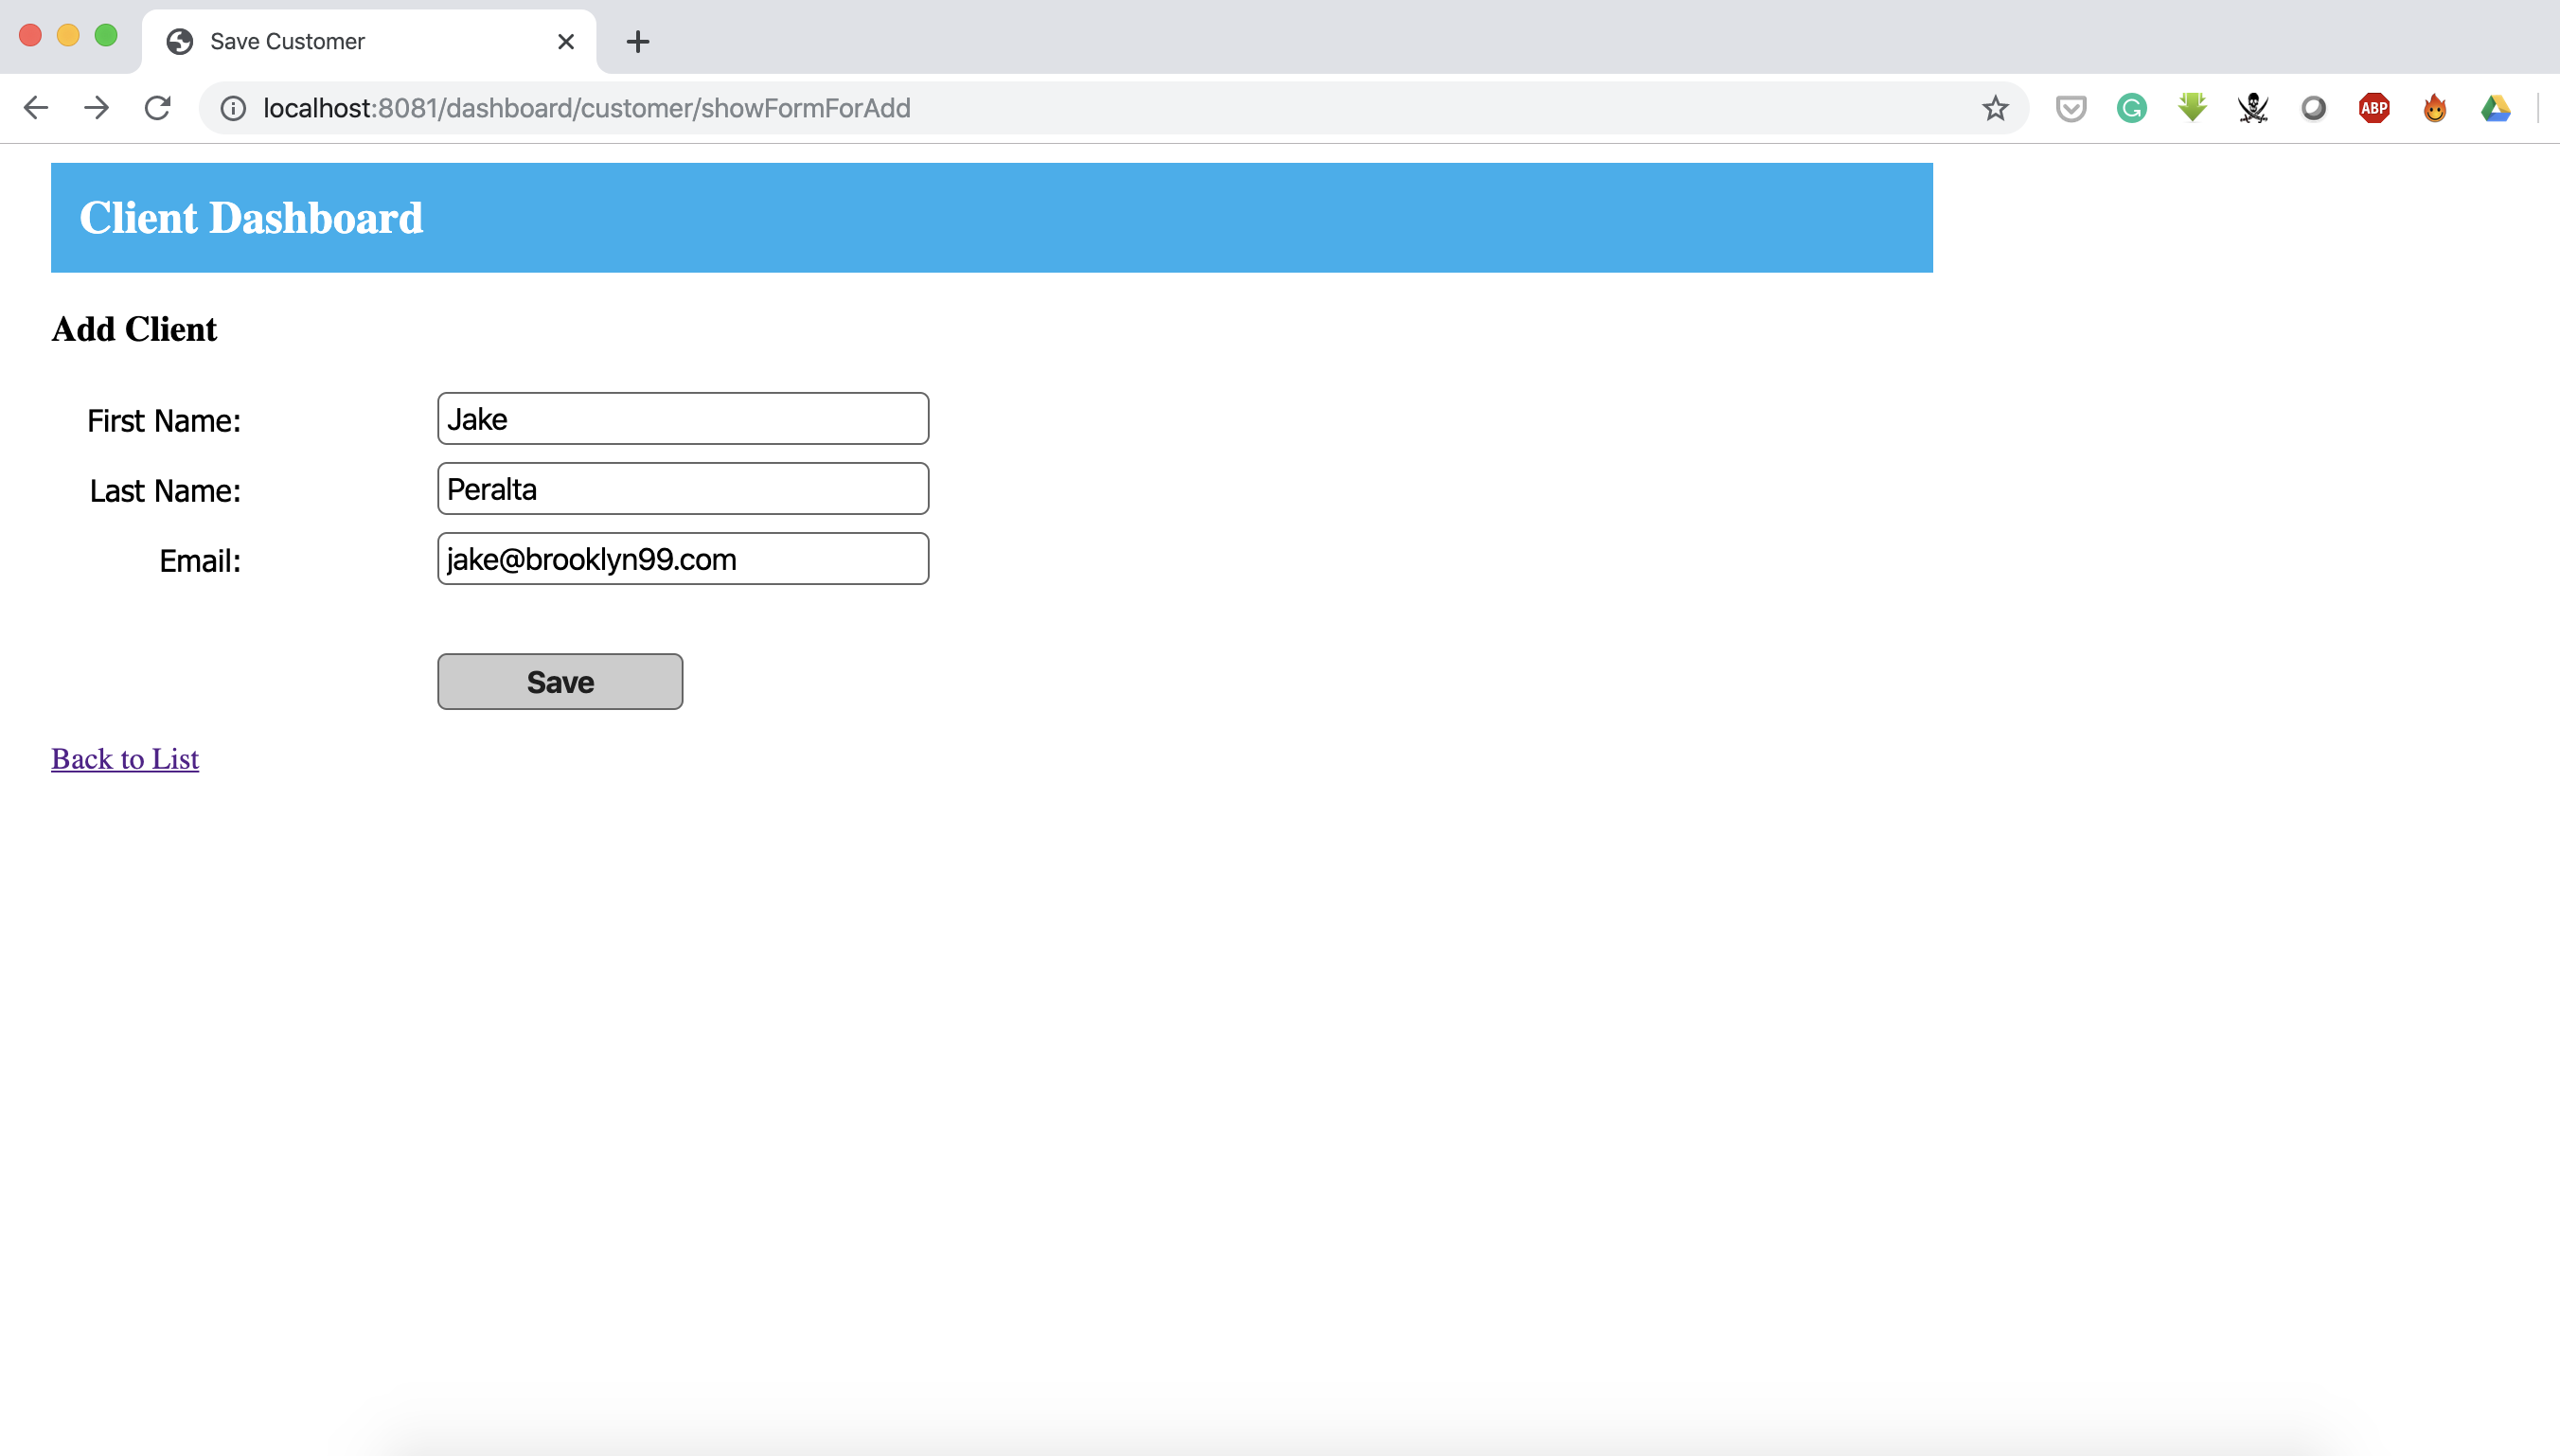 Save Customer
localhost:8081/dashboard/customer/showFormForAdd
ABP
Client Dashboard
Add Client
First Name: Jake
Last Name: Peralta
Email: jake@brooklyn99.com
Save
Back to List